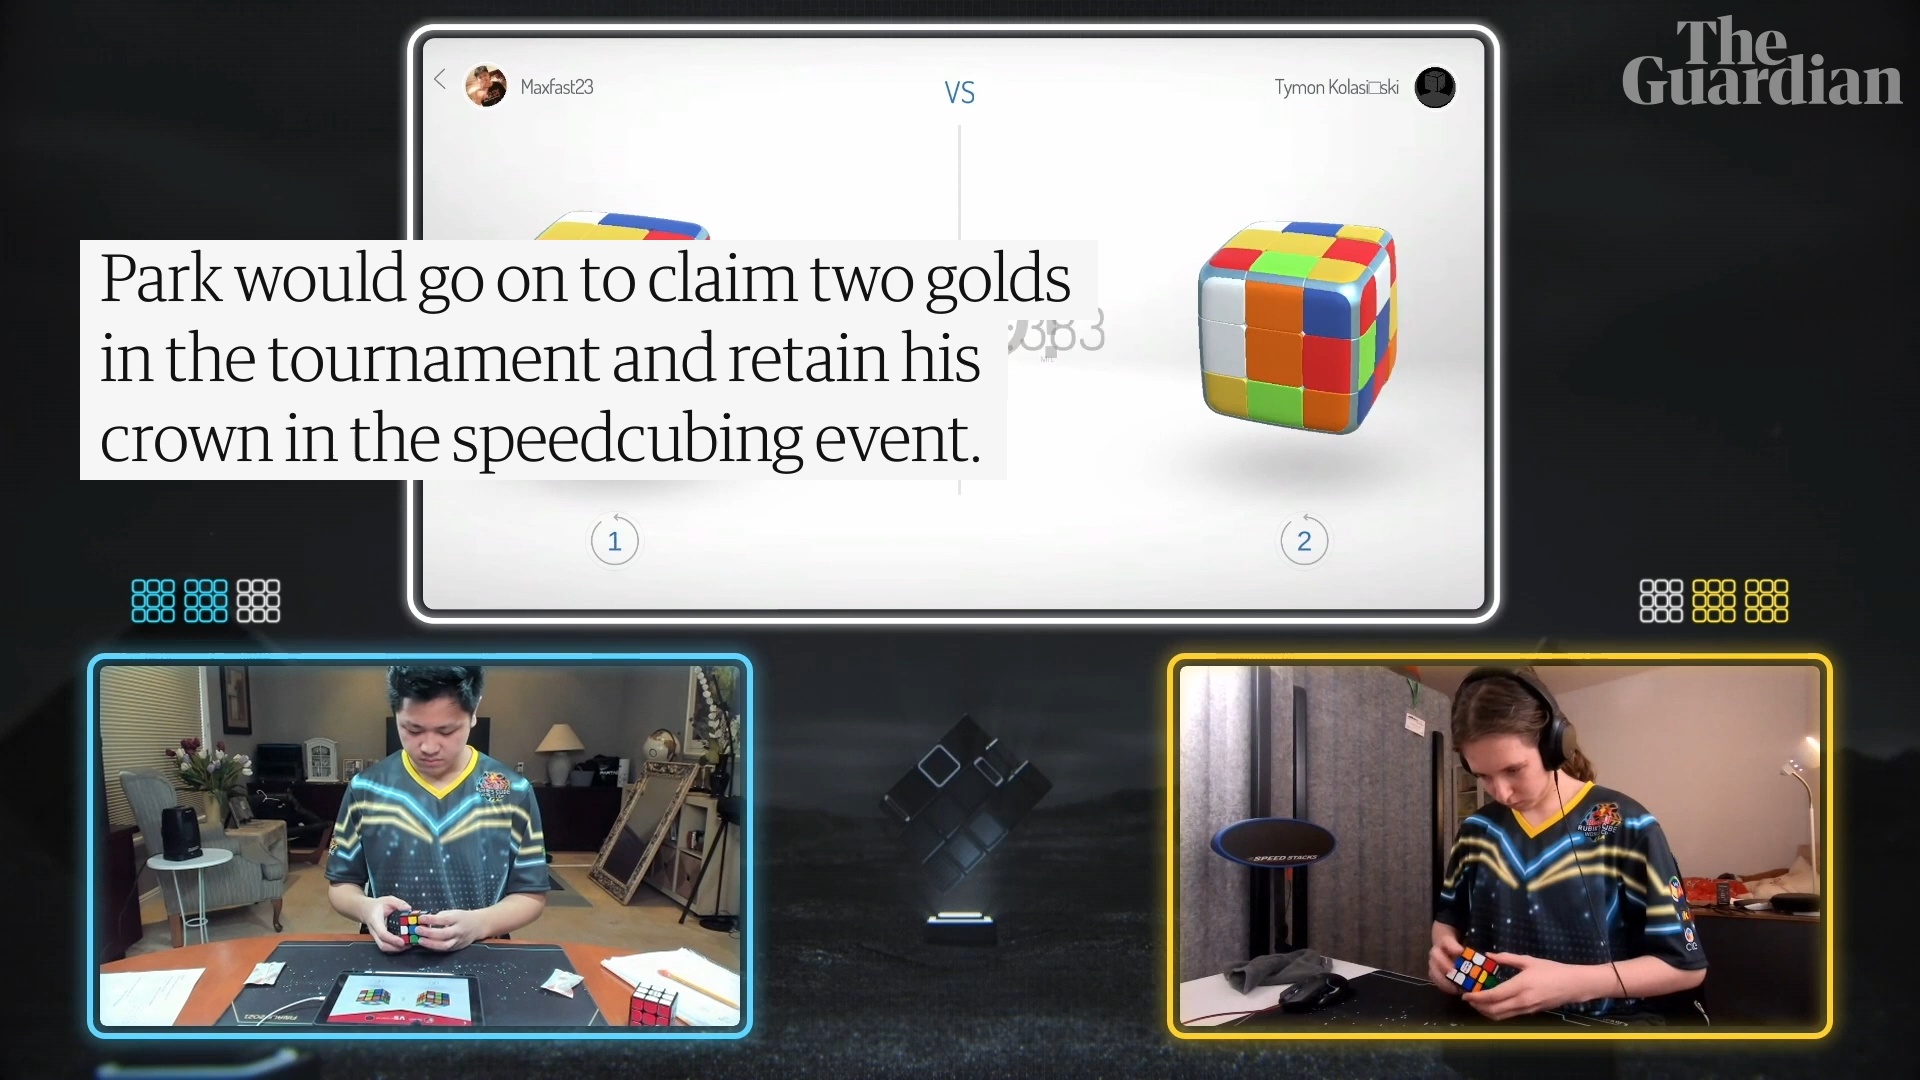 The
Guardian
Maxfast23
VS
Tymon Kolasi□ski
Park would go on to claim two golds
in the tournament and retain his
crown in the speedcubing event.
1
2
SPEED STACKS